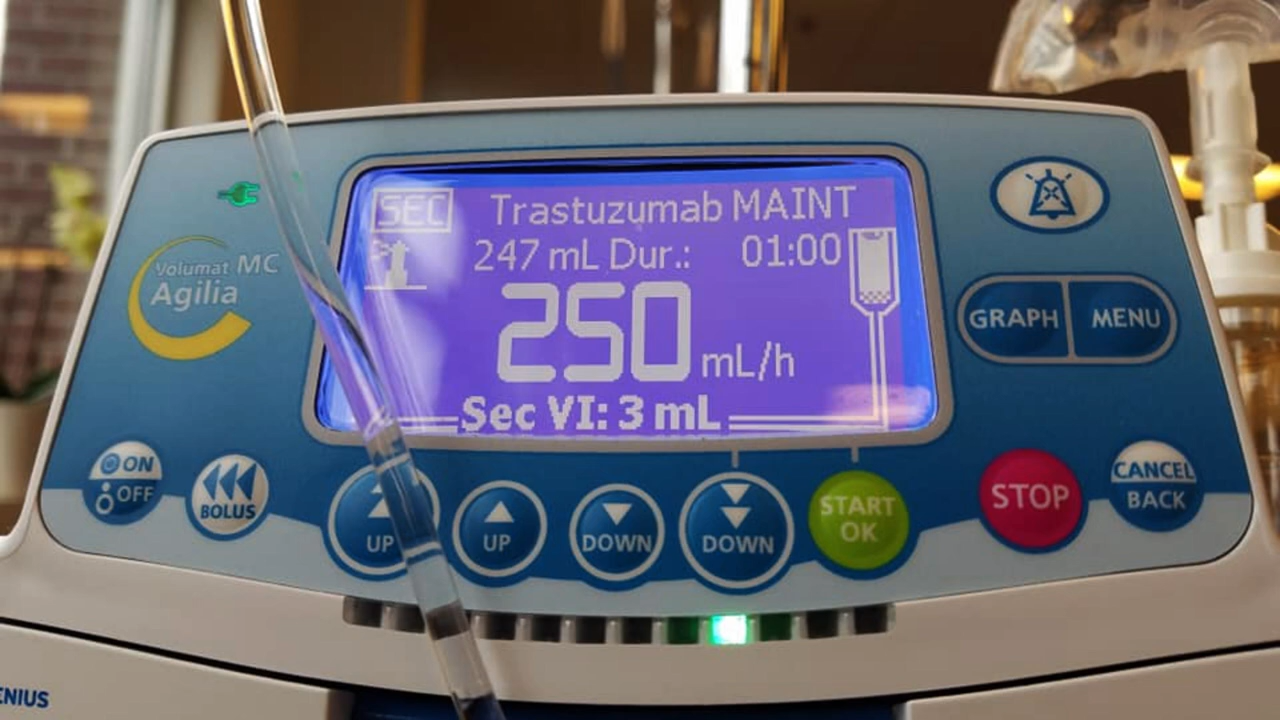 SEC Trastuzumab MAINT
247 mL Dur.: 01:00
250 mL/h
Sec VI: 3 mL
Volumat MC
Agilia
GRAPH MENU
ON
OFF
BOLUS
UP
UP
DOWN
DOWN
START
OK
STOP
CANCEL
BACK
ENIUS